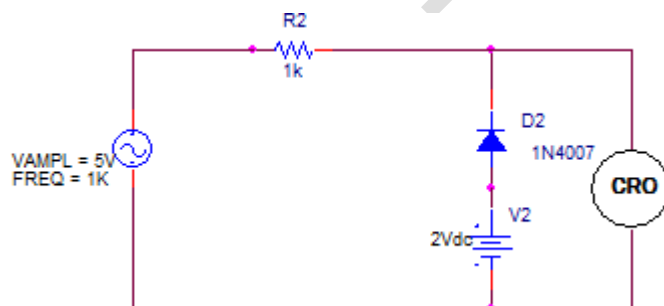 R2
1k
D2
1N4007
VAMPL = 5V
FREQ = 1K
CRO
V2
2Vdc